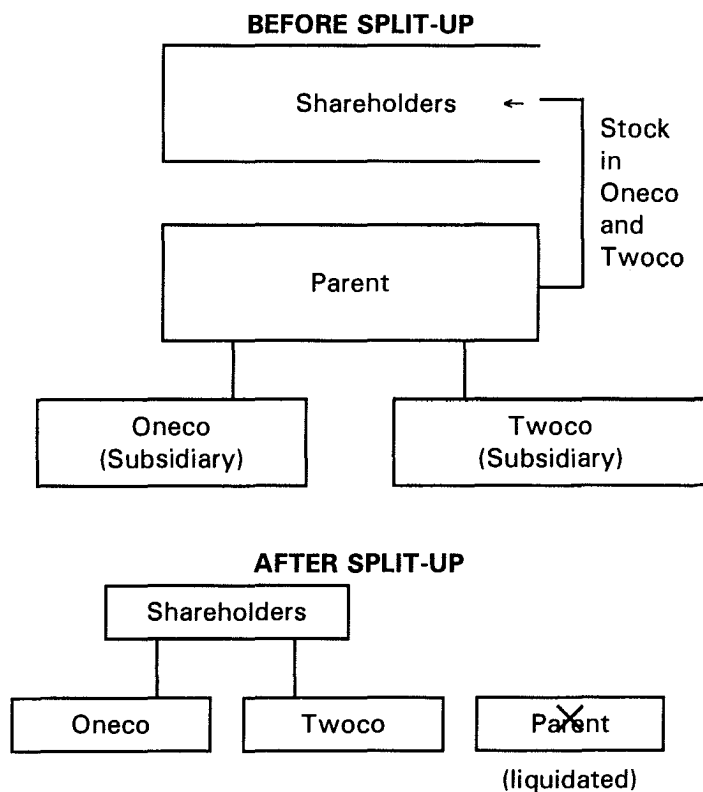 BEFORE SPLIT-UP
Shareholders
Stock
in
Oneco
and
Twoco
Parent
Oneco
(Subsidiary)
Twoco
(Subsidiary)
AFTER SPLIT-UP
Shareholders
Oneco
Twoco
Parent
(liquidated)